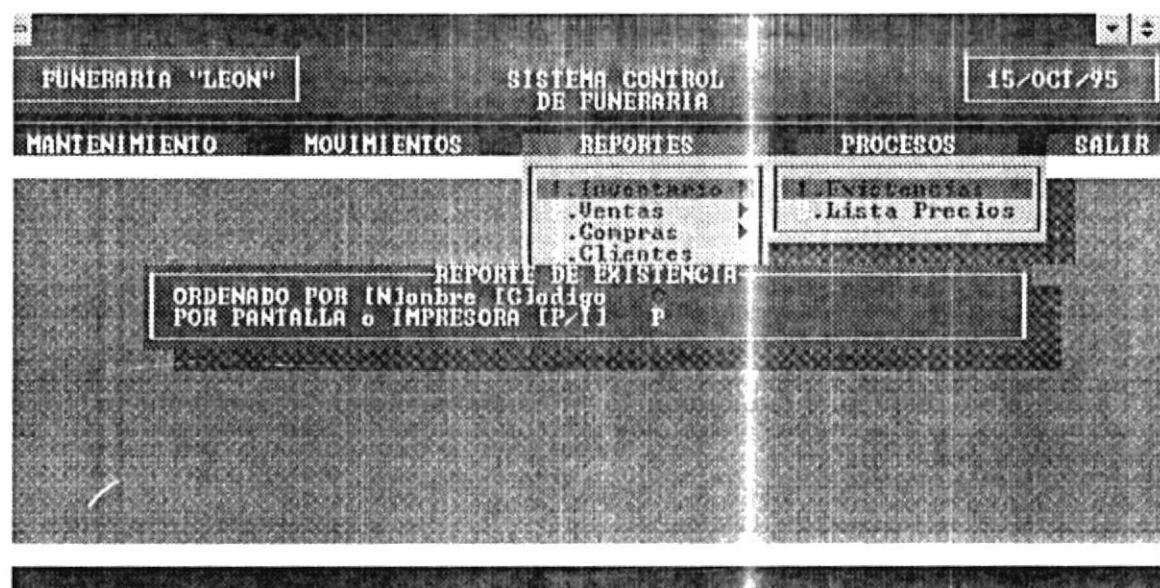 FUNERARIA "LEON"
SISTEMA CONTROL
DE FUNERARIA
15/OCT/95
MANTENIMIENTO MOVIMIENTOS REPORTES PROCESOS SALIR
.Inventario
.Ventas
.Compras
.Clientes
.Existencias
.Lista Precios
REPORTE DE EXISTENCIA
ORDENADO POR [N]ombre [C]odigo
POR PANTALLA o IMPRESORA [P/I] P